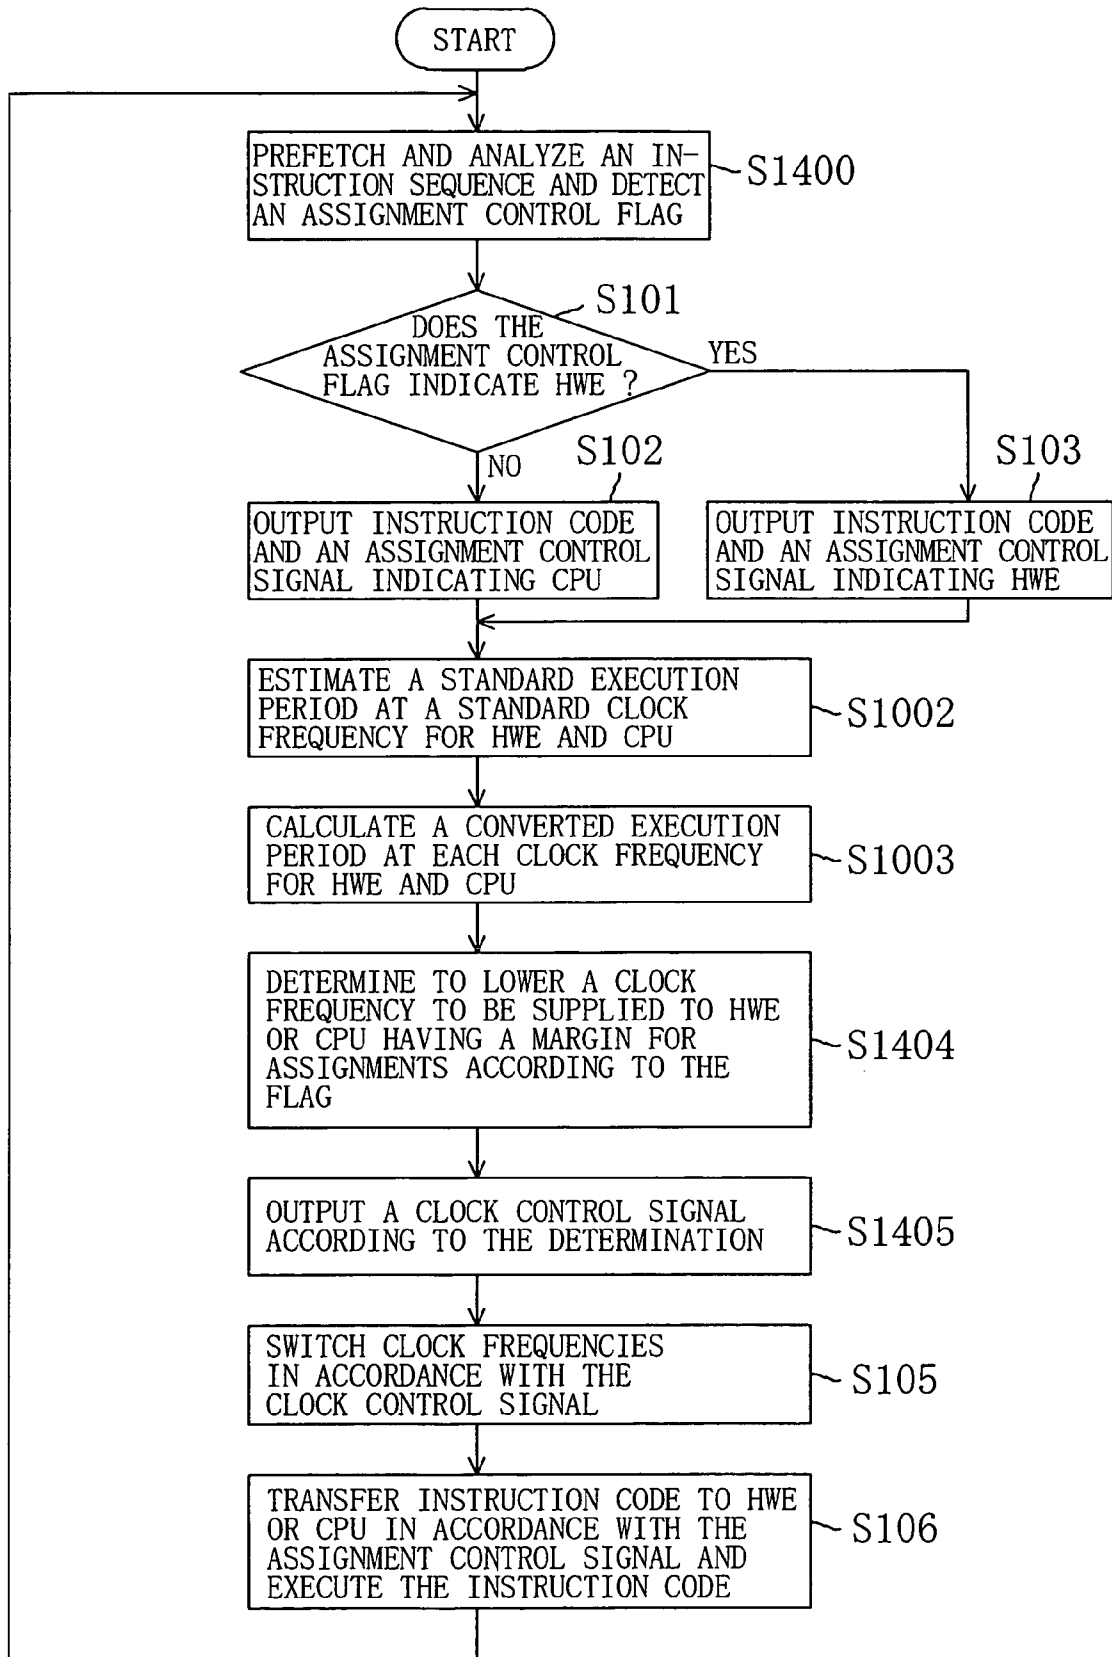 START
PREFETCH AND ANALYZE AN IN-
STRUCTION SEQUENCE AND DETECT
AN ASSIGNMENT CONTROL FLAG
S1400
S101
DOES THE
ASSIGNMENT CONTROL
FLAG INDICATE HWE ?
YES
NO
S102
S103
OUTPUT INSTRUCTION CODE
AND AN ASSIGNMENT CONTROL
SIGNAL INDICATING CPU
OUTPUT INSTRUCTION CODE
AND AN ASSIGNMENT CONTROL
SIGNAL INDICATING HWE
ESTIMATE A STANDARD EXECUTION
PERIOD AT A STANDARD CLOCK
FREQUENCY FOR HWE AND CPU
S1002
CALCULATE A CONVERTED EXECUTION
PERIOD AT EACH CLOCK FREQUENCY
FOR HWE AND CPU
S1003
DETERMINE TO LOWER A CLOCK
FREQUENCY TO BE SUPPLIED TO HWE
OR CPU HAVING A MARGIN FOR
ASSIGNMENTS ACCORDING TO THE
FLAG
S1404
OUTPUT A CLOCK CONTROL SIGNAL
ACCORDING TO THE DETERMINATION
S1405
SWITCH CLOCK FREQUENCIES
IN ACCORDANCE WITH THE
CLOCK CONTROL SIGNAL
S105
TRANSFER INSTRUCTION CODE TO HWE
OR CPU IN ACCORDANCE WITH THE
ASSIGNMENT CONTROL SIGNAL AND
EXECUTE THE INSTRUCTION CODE
S106